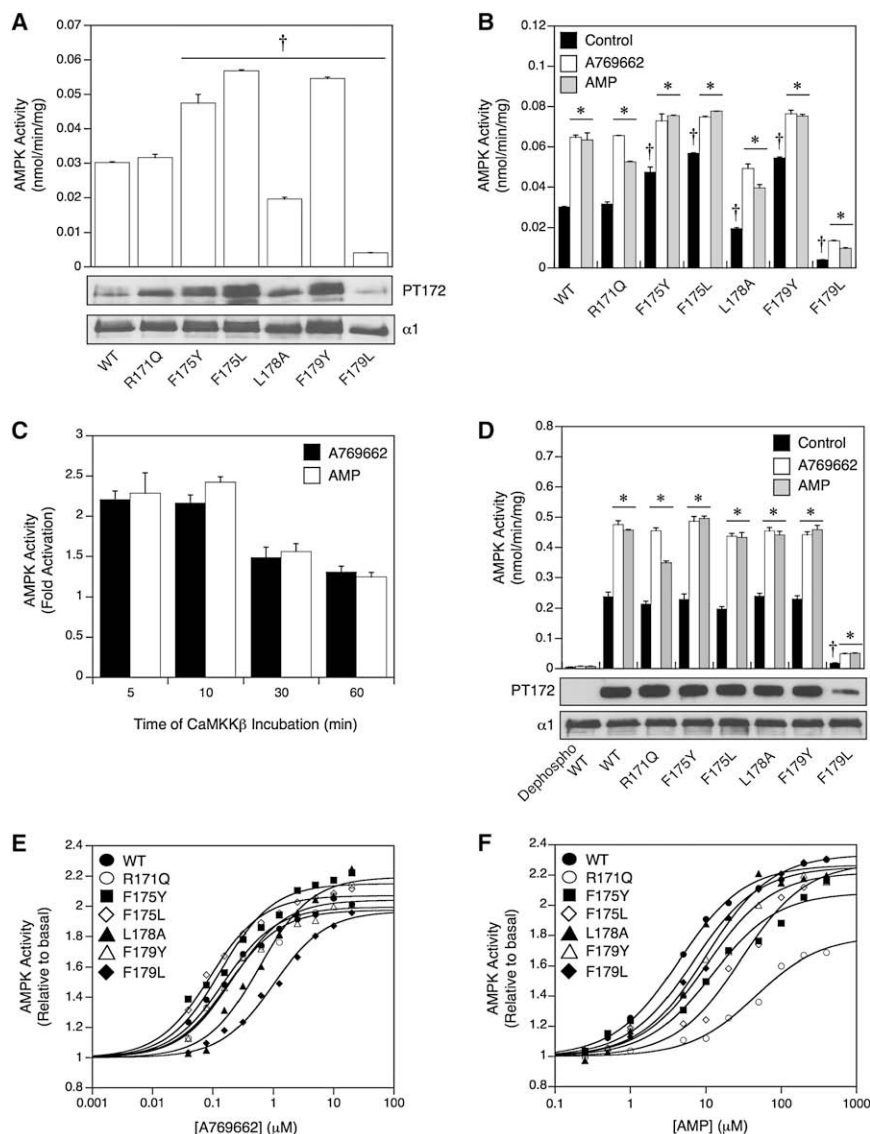 A
AMPK Activity
(nmol/min/mg)
0.07
0.06
0.05
0.04
0.03
0.02
0.01
0
†
PT172
α1
WT
R171Q
F175Y
F175L
L178A
F179Y
F179L
B
Control
A769662
AMP
AMPK Activity
(nmol/min/mg)
0.12
0.1
0.08
0.06
0.04
0.02
0
* * * * * * *
† † † † †
WT
R171Q
F175Y
F175L
L178A
F179Y
F179L
C
A769662
AMP
AMPK Activity
(Fold Activation)
3
2.5
2
1.5
1
0.5
0
5 10 30 60
Time of CaMKKβ Incubation (min)
D
Control
A769662
AMP
AMPK Activity
(nmol/min/mg)
0.8
0.7
0.6
0.5
0.4
0.3
0.2
0.1
0
* * * * * * *
†
PT172
α1
Dephospho
WT
WT
R171Q
F175Y
F175L
L178A
F179Y
F179L
E
WT
R171Q
F175Y
F175L
L178A
F179Y
F179L
AMPK Activity
(Relative to basal)
2.4
2.2
2
1.8
1.6
1.4
1.2
1
0.8
0.001 0.01 0.1 1 10 100
[A769662] (μM)
F
WT
R171Q
F175Y
F175L
L178A
F179Y
F179L
AMPK Activity
(Relative to basal)
2.4
2.2
2.0
1.8
1.6
1.4
1.2
1
0.8
0.1 1 10 100 1000
[AMP] (μM)